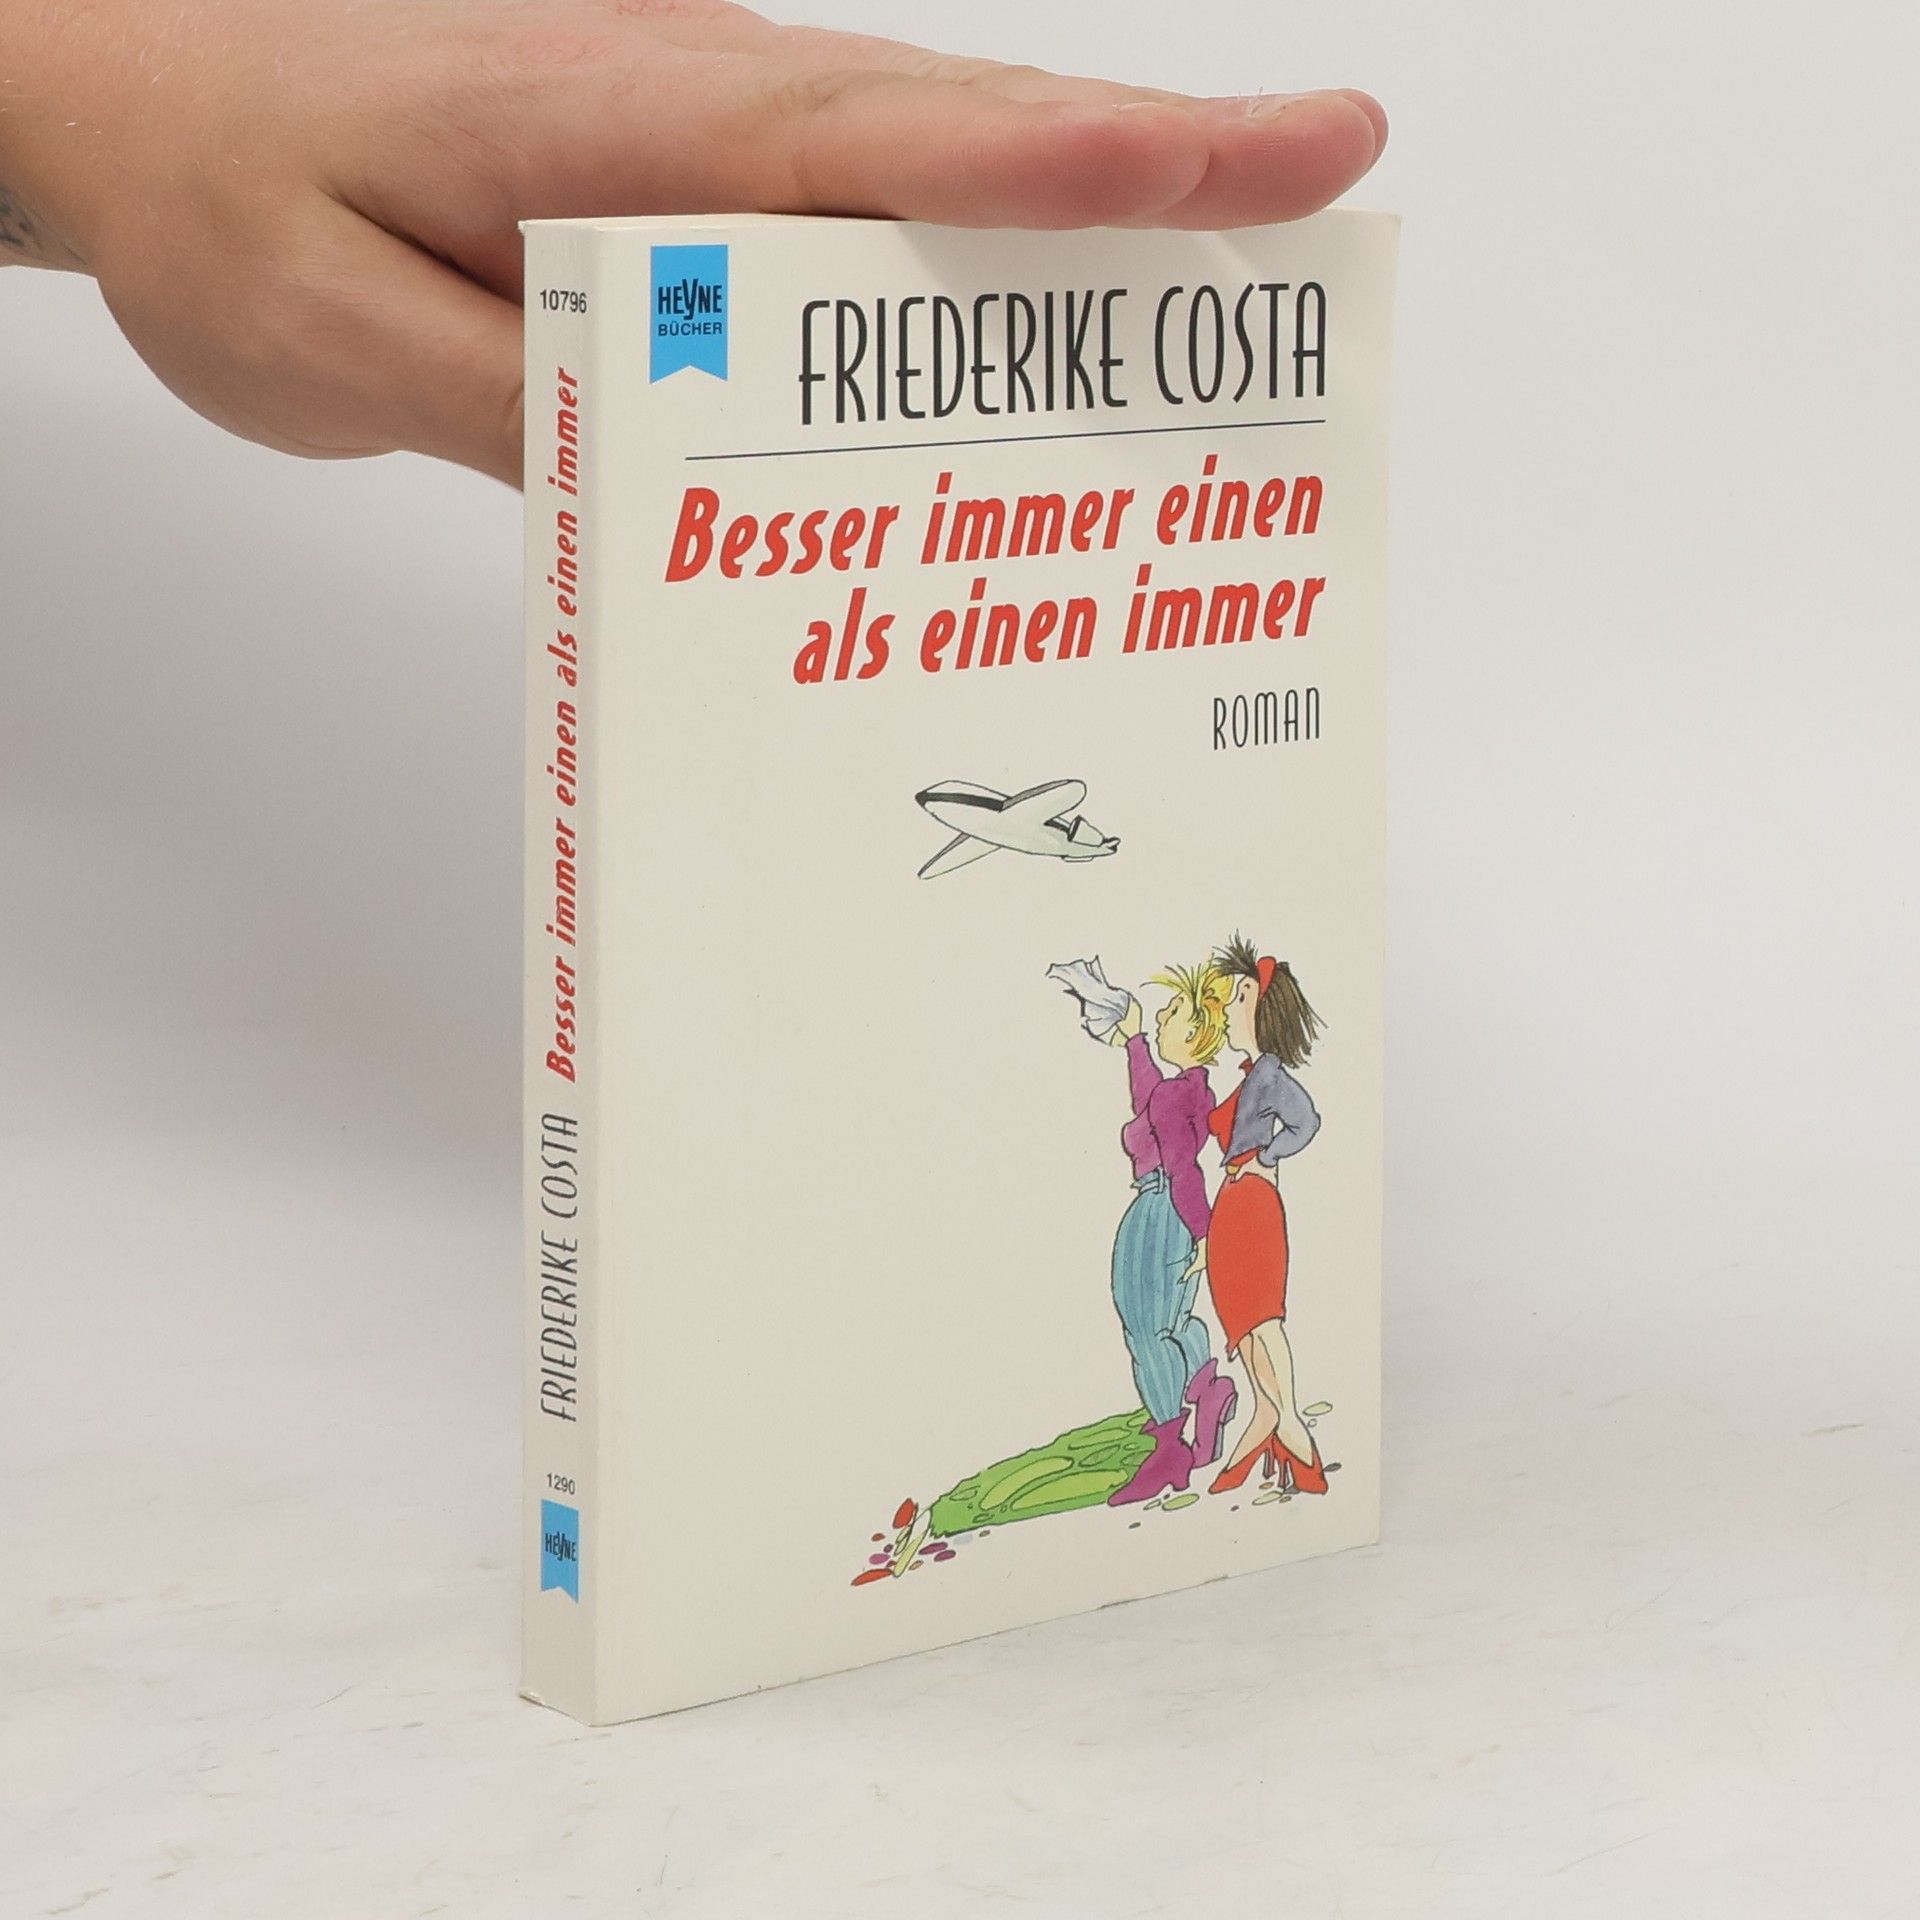 10796
HEYNE
BÜCHER
FRIEDERIKE COSTA
Besser immer einen
als einen immer
ROMAN
FRIEDERIKE COSTA Besser immer einen als einen immer
1290
HEYNE